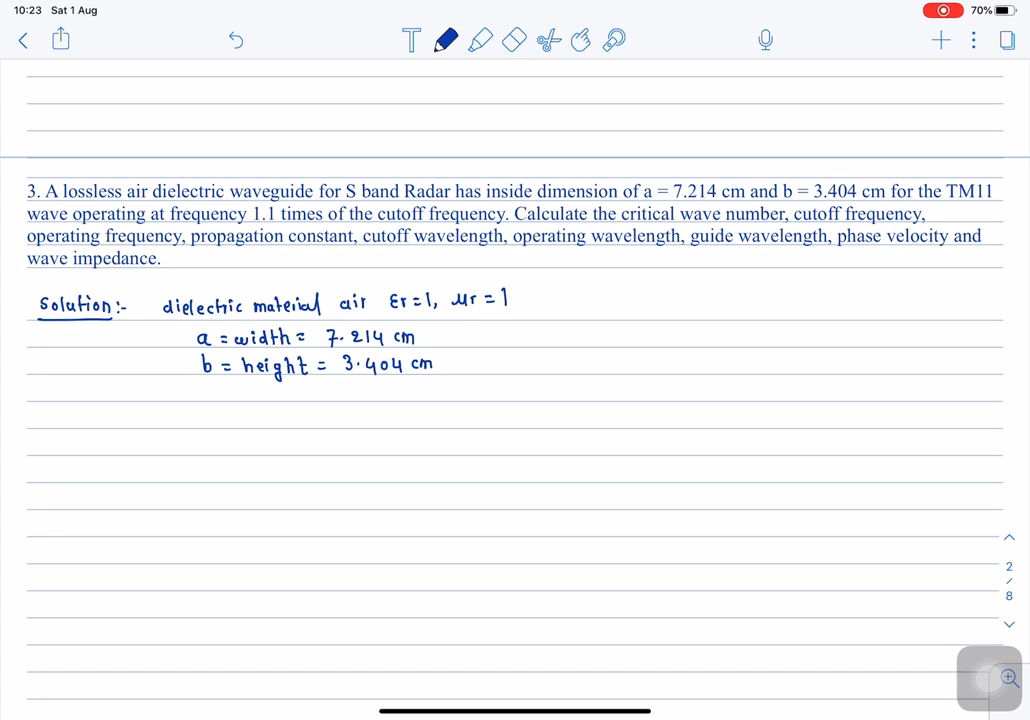 10:23 Sat 1 Aug
70%
T
3. A lossless air dielectric waveguide for S band Radar has inside dimension of a = 7.214 cm and b = 3.404 cm for the TM11
wave operating at frequency 1.1 times of the cutoff frequency. Calculate the critical wave number, cutoff frequency,
operating frequency, propagation constant, cutoff wavelength, operating wavelength, guide wavelength, phase velocity and
wave impedance.
Solution:- dielectric material air εr=1, μr=1
a = width = 7.214 cm
b = height = 3.404 cm
2
/
8